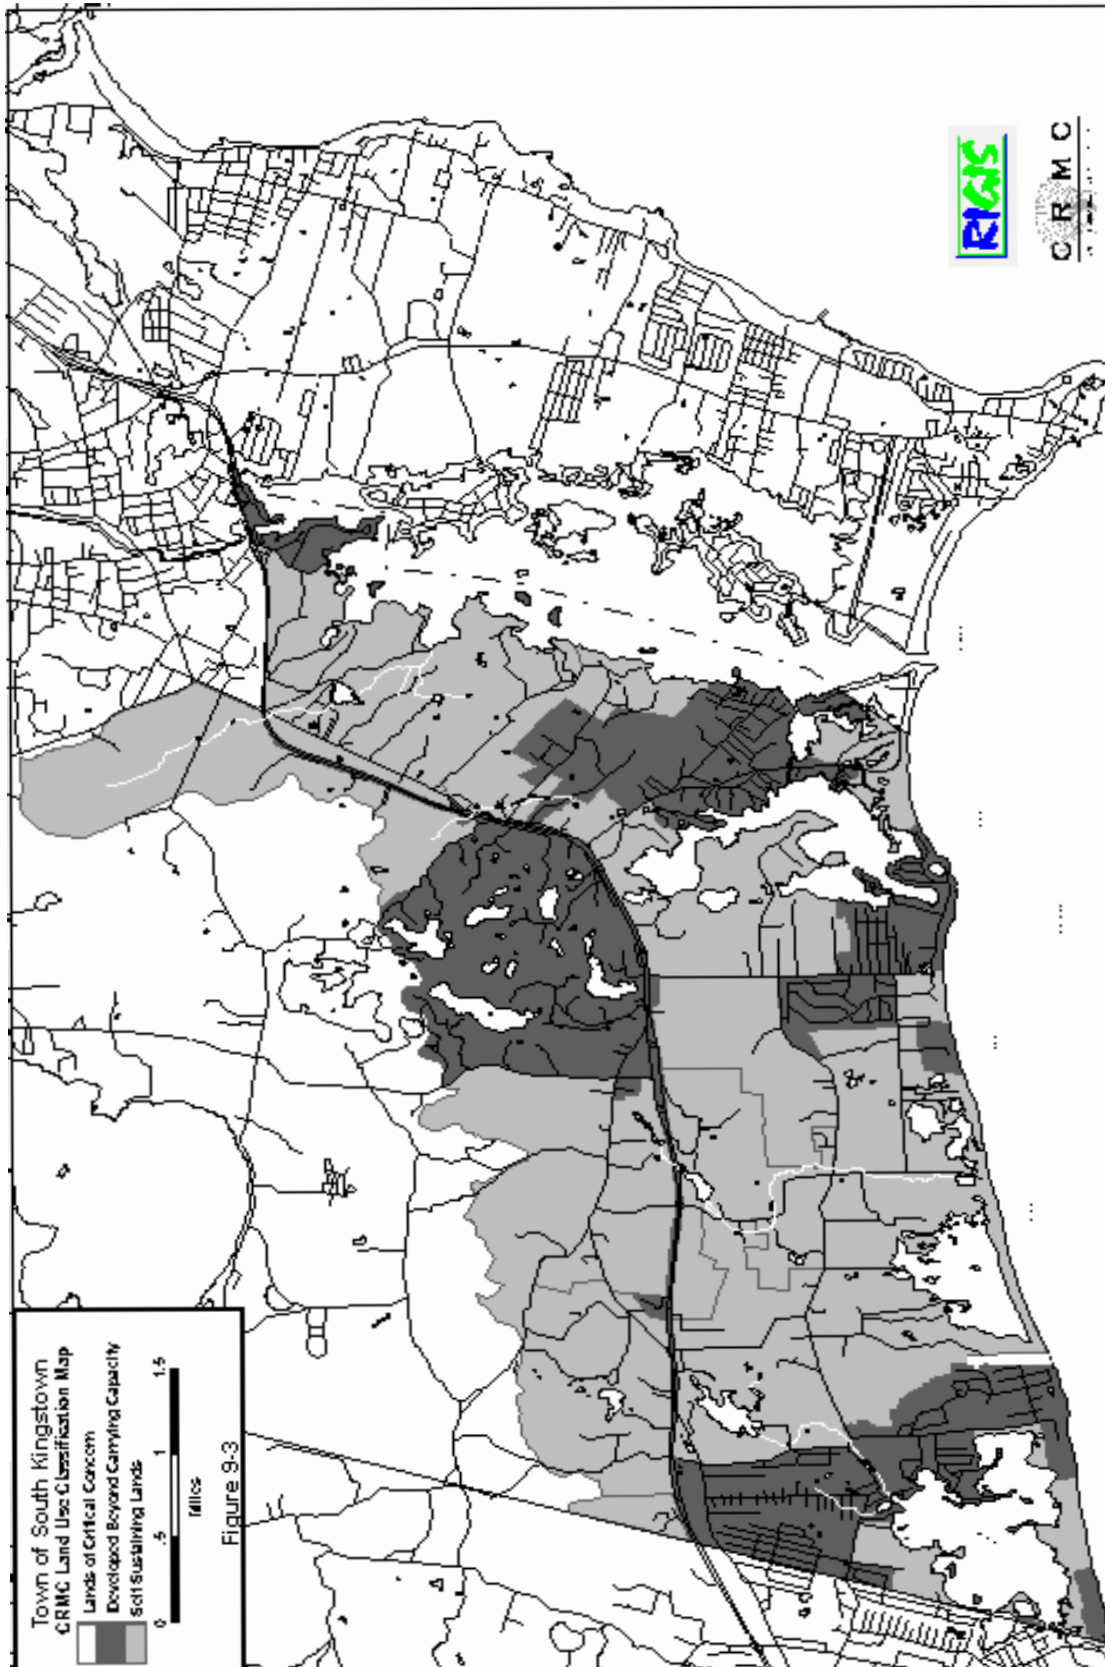 Town of South Kingstown
CRMC Land Use Classification Map
Lands of Critical Concern
Developed Beyond Carrying Capacity
Self Sustaining Lands
0 .5 1 1.5
Miles
Figure 9-3
RIGIS
C R M C